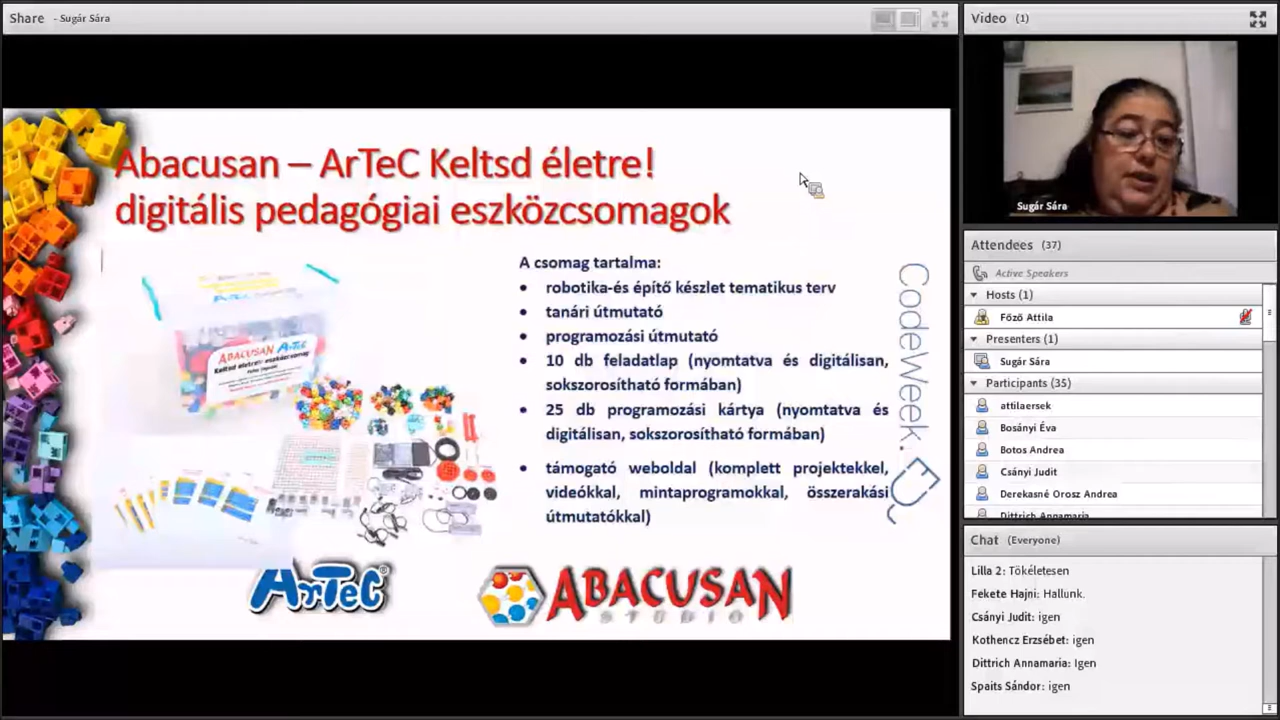 Share - Sugár Sára
Abacusan – ArTeC Keltsd életre!
digitális pedagógiai eszközcsomagok
ABACUSAN ArTeC
A csomag tartalma:
• robotika-és építő készlet tematikus terv
• tanári útmutató
• programozási útmutató
• 10 db feladatlap (nyomtatva és digitálisan,
sokszorosítható formában)
• 25 db programozási kártya (nyomtatva és
digitálisan, sokszorosítható formában)
• támogató weboldal (komplett projektekkel,
videókkal, mintaprogramokkal, összerakási
útmutatókkal)
CodeWeek.EU
ArTeC®
ABACUSAN
STUDIO
Video (1)
Sugár Sára
Attendees (37)
Active Speakers
Hosts (1)
Főző Attila
Presenters (1)
Sugár Sára
Participants (35)
attilaersek
Bosányi Éva
Botos Andrea
Csányi Judit
Derekasné Orosz Andrea
Dittrich Annamaria
Chat (Everyone)
Lilla 2: Tökéletesen
Fekete Hajni: Hallunk.
Csányi Judit: igen
Kothencz Erzsébet: igen
Dittrich Annamaria: Igen
Spaits Sándor: igen